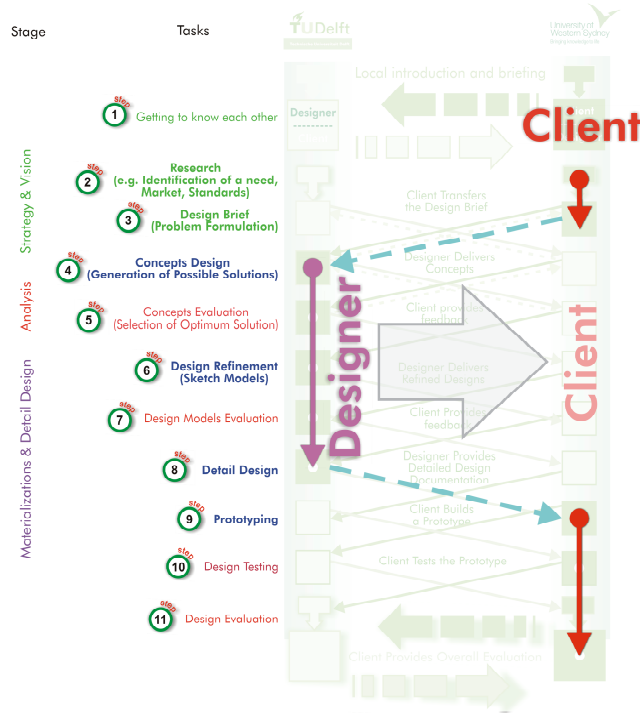 Stage
Tasks
TUDelft
University of
Western Sydney
Local introduction and briefing
step
1
Getting to know each other
Designer
Client
Client
Strategy & Vision
step
2
Research
(e.g. Identification of a need,
Market, Standards)
Client Transfers
the Design Brief
step
3
Design Brief
(Problem Formulation)
step
4
Concepts Design
(Generation of Possible Solutions)
Designer Delivers
Concepts
Analysis
step
5
Concepts Evaluation
(Selection of Optimum Solution)
Client provides
feedback
Designer
Client
Materializations & Detail Design
step
6
Design Refinement
(Sketch Models)
Designer Delivers
Refined Designs
step
7
Design Models Evaluation
Client Provides
feedback
step
8
Detail Design
Designer Provides
Detailed Design
Documentation
step
9
Prototyping
Client Builds
a Prototype
step
10
Design Testing
Client Tests the Prototype
step
11
Design Evaluation
Client Provides Overall Evaluation